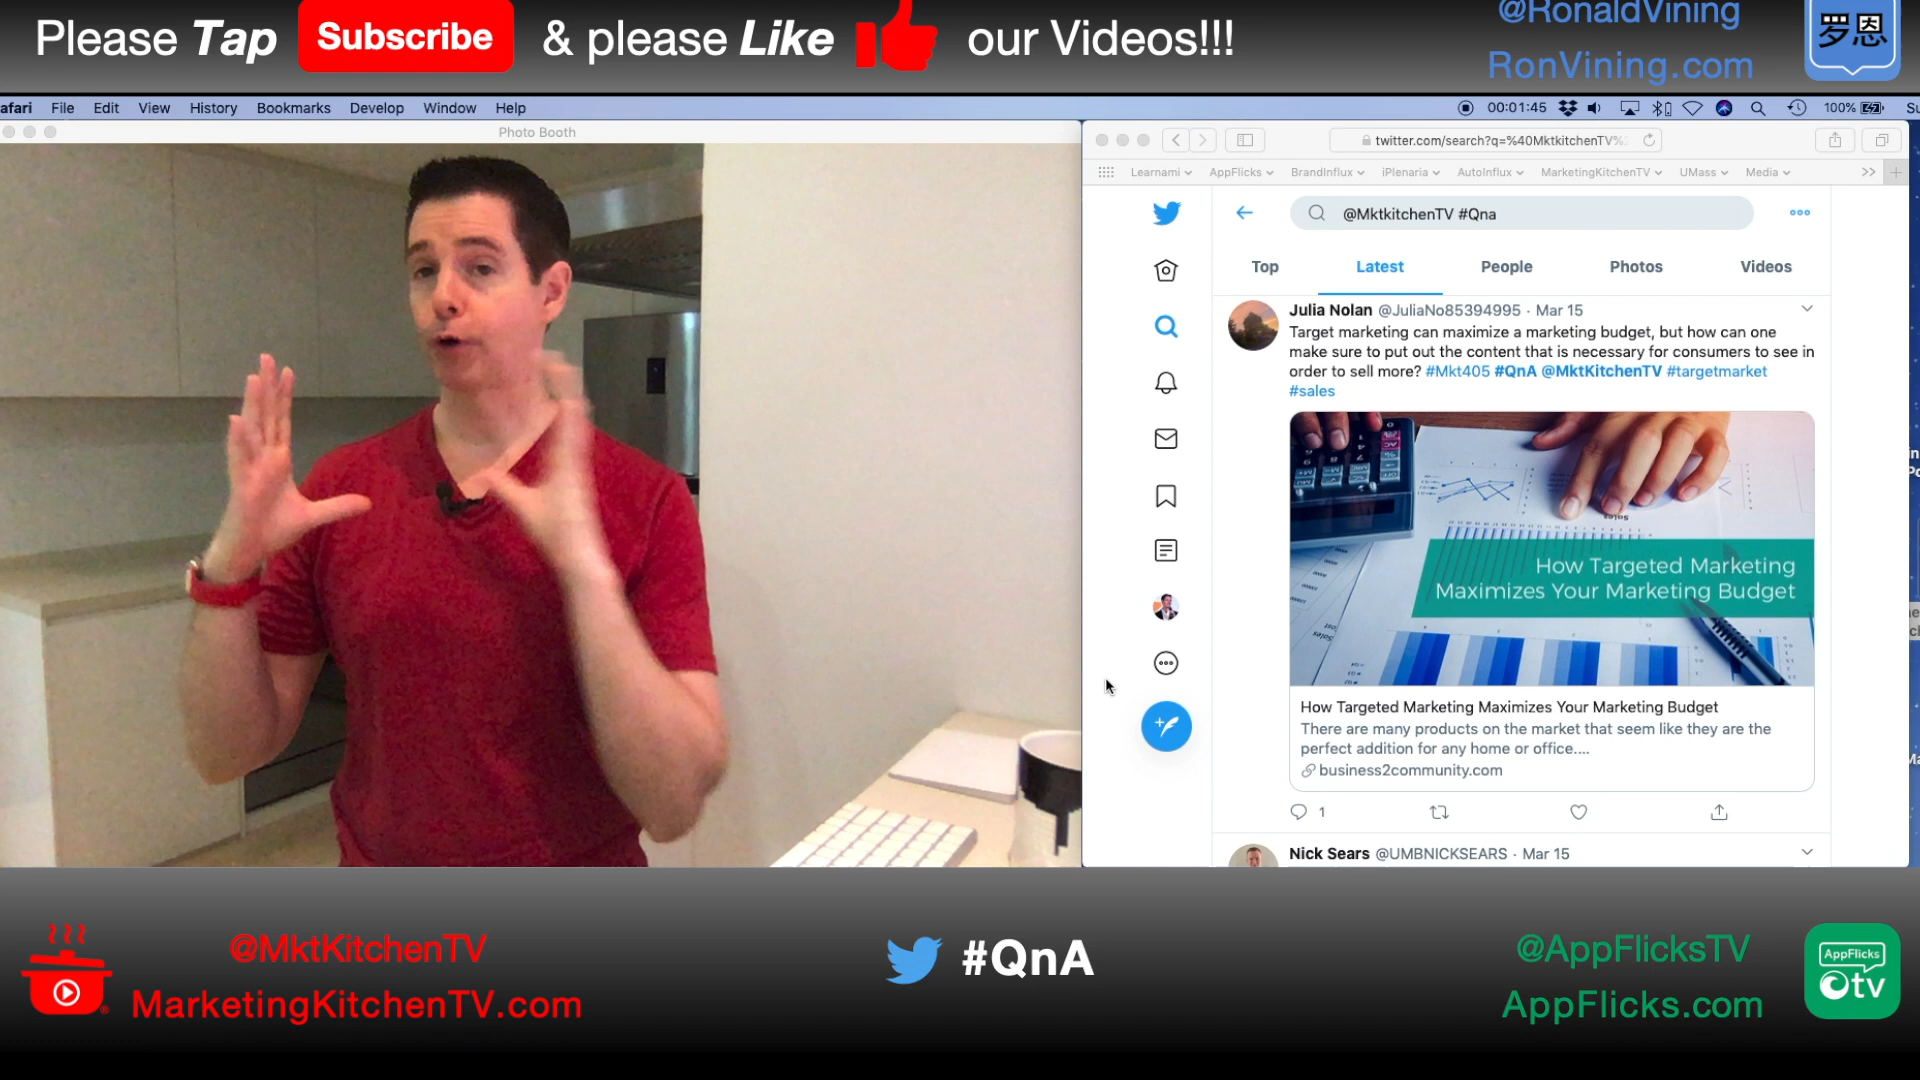 Please Tap Subscribe & please Like our Videos!!!
@RonaldVining
RonVining.com
罗恩
afari File Edit View History Bookmarks Develop Window Help
00:01:45 100%
Photo Booth
twitter.com/search?q=%40MktkitchenTV%
Learnami AppFlicks BrandInflux iPlenaria AutoInflux MarketingKitchenTV UMass Media
@MktkitchenTV #Qna
Top Latest People Photos Videos
Julia Nolan @JuliaNo85394995 · Mar 15
Target marketing can maximize a marketing budget, but how can one
make sure to put out the content that is necessary for consumers to see in
order to sell more? #Mkt405 #QnA @MktKitchenTV #targetmarket
#sales
How Targeted Marketing
Maximizes Your Marketing Budget
How Targeted Marketing Maximizes Your Marketing Budget
There are many products on the market that seem like they are the
perfect addition for any home or office....
business2community.com
1
Nick Sears @UMBNICKSEARS · Mar 15
@MktKitchenTV
MarketingKitchenTV.com
#QnA
@AppFlicksTV
AppFlicks.com
AppFlicks
tv